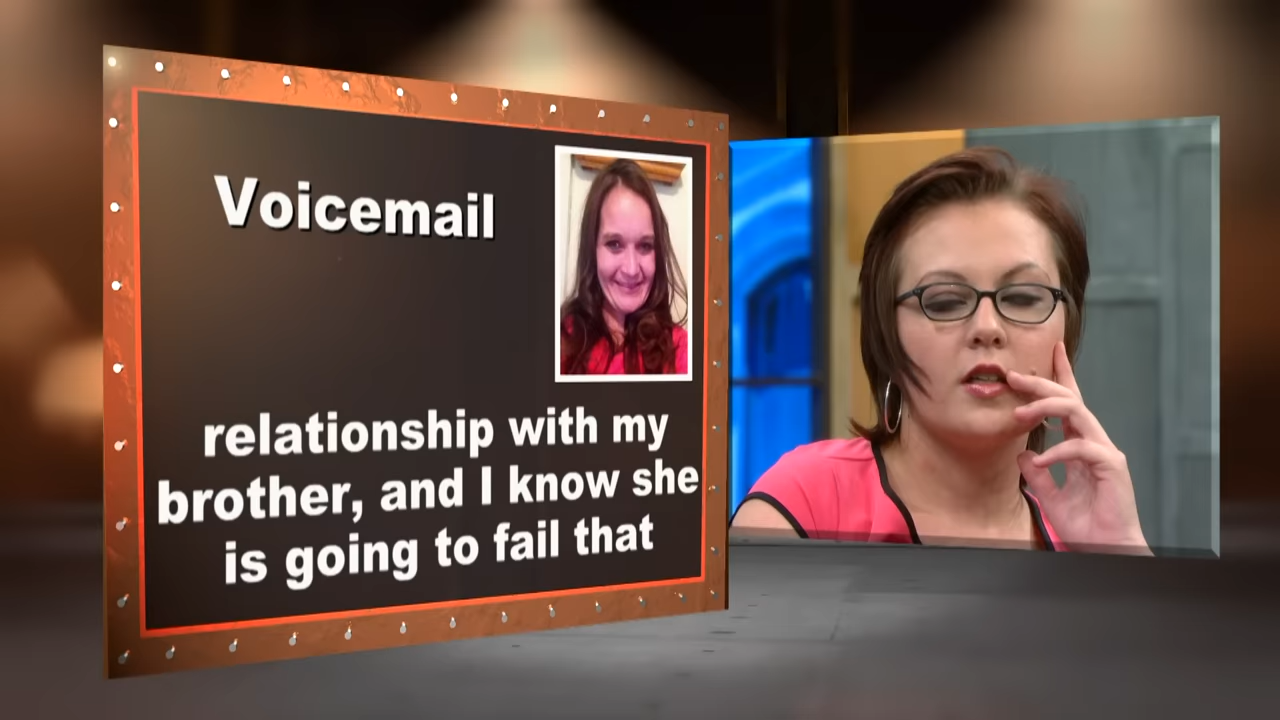 Voicemail
relationship with my
brother, and I know she
is going to fail that